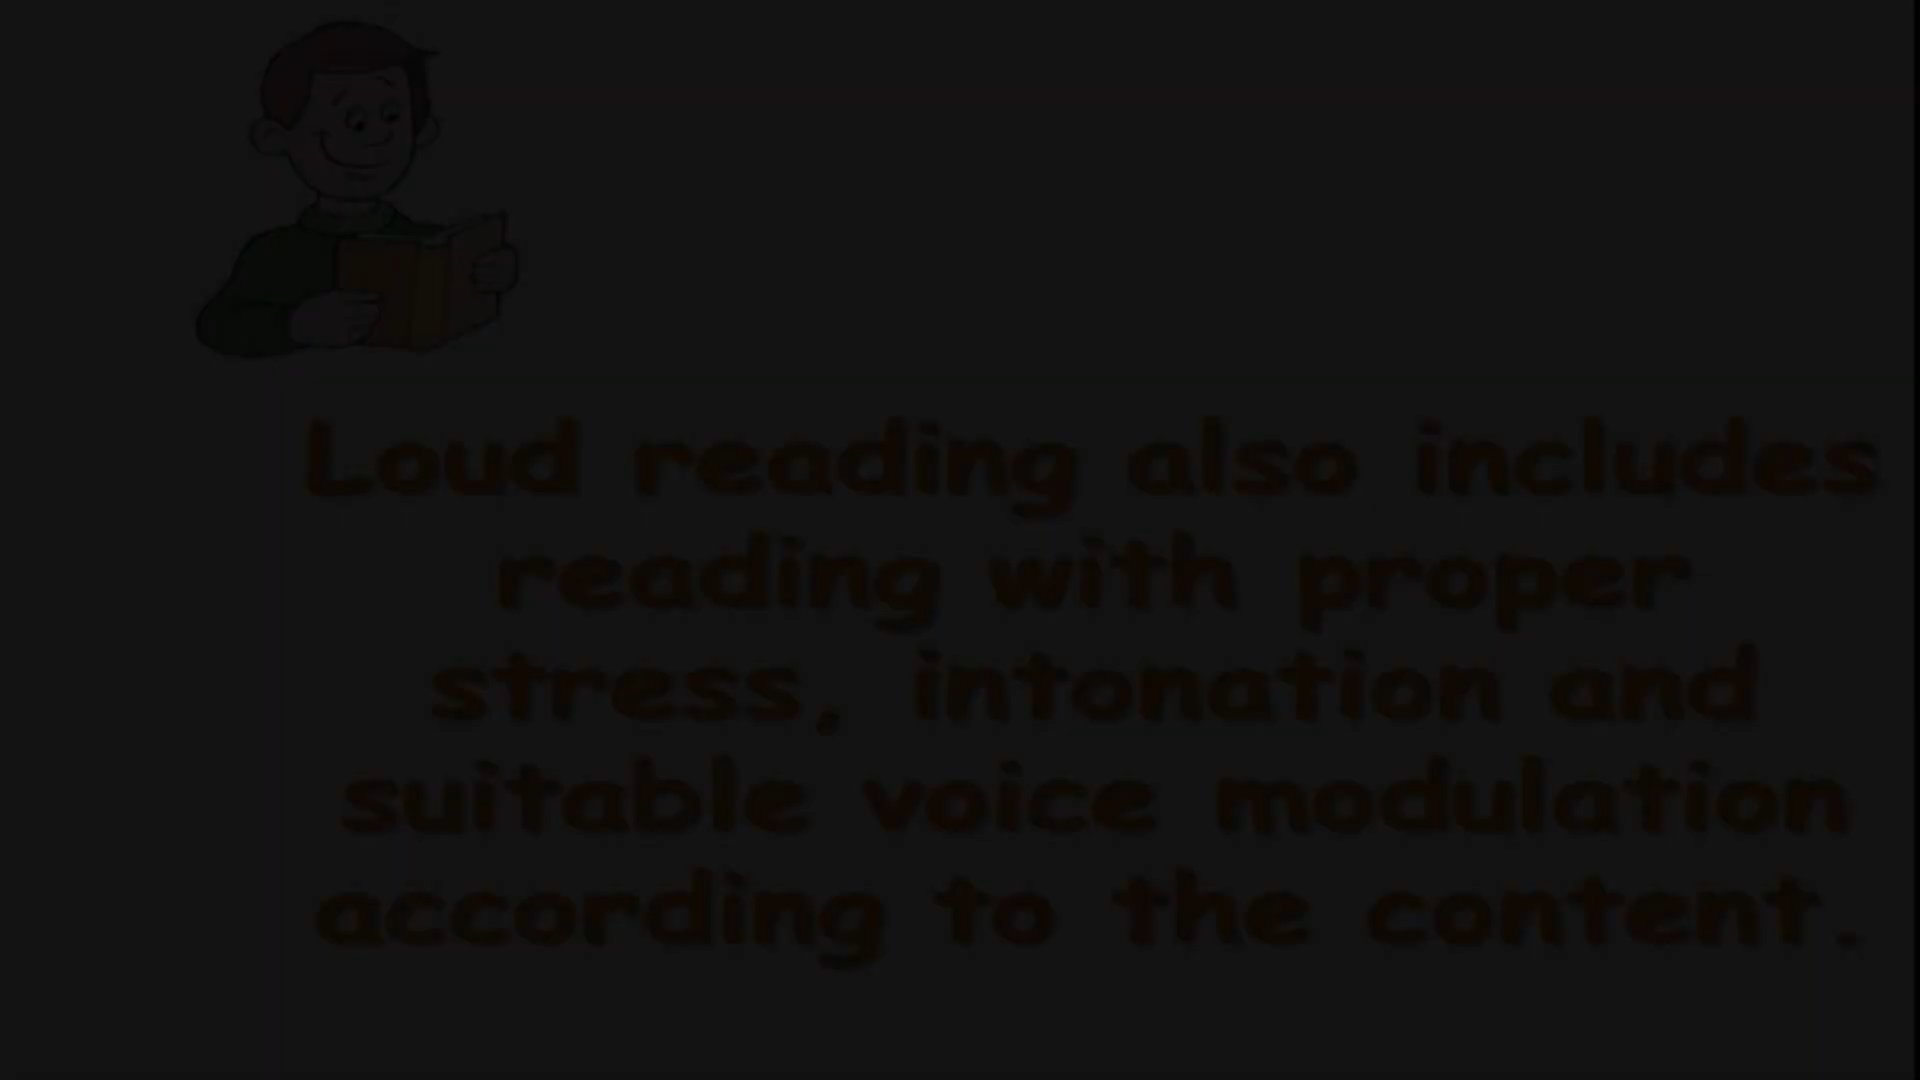 Loud reading also includes
reading with proper
stress, intonation and
suitable voice modulation
according to the content.